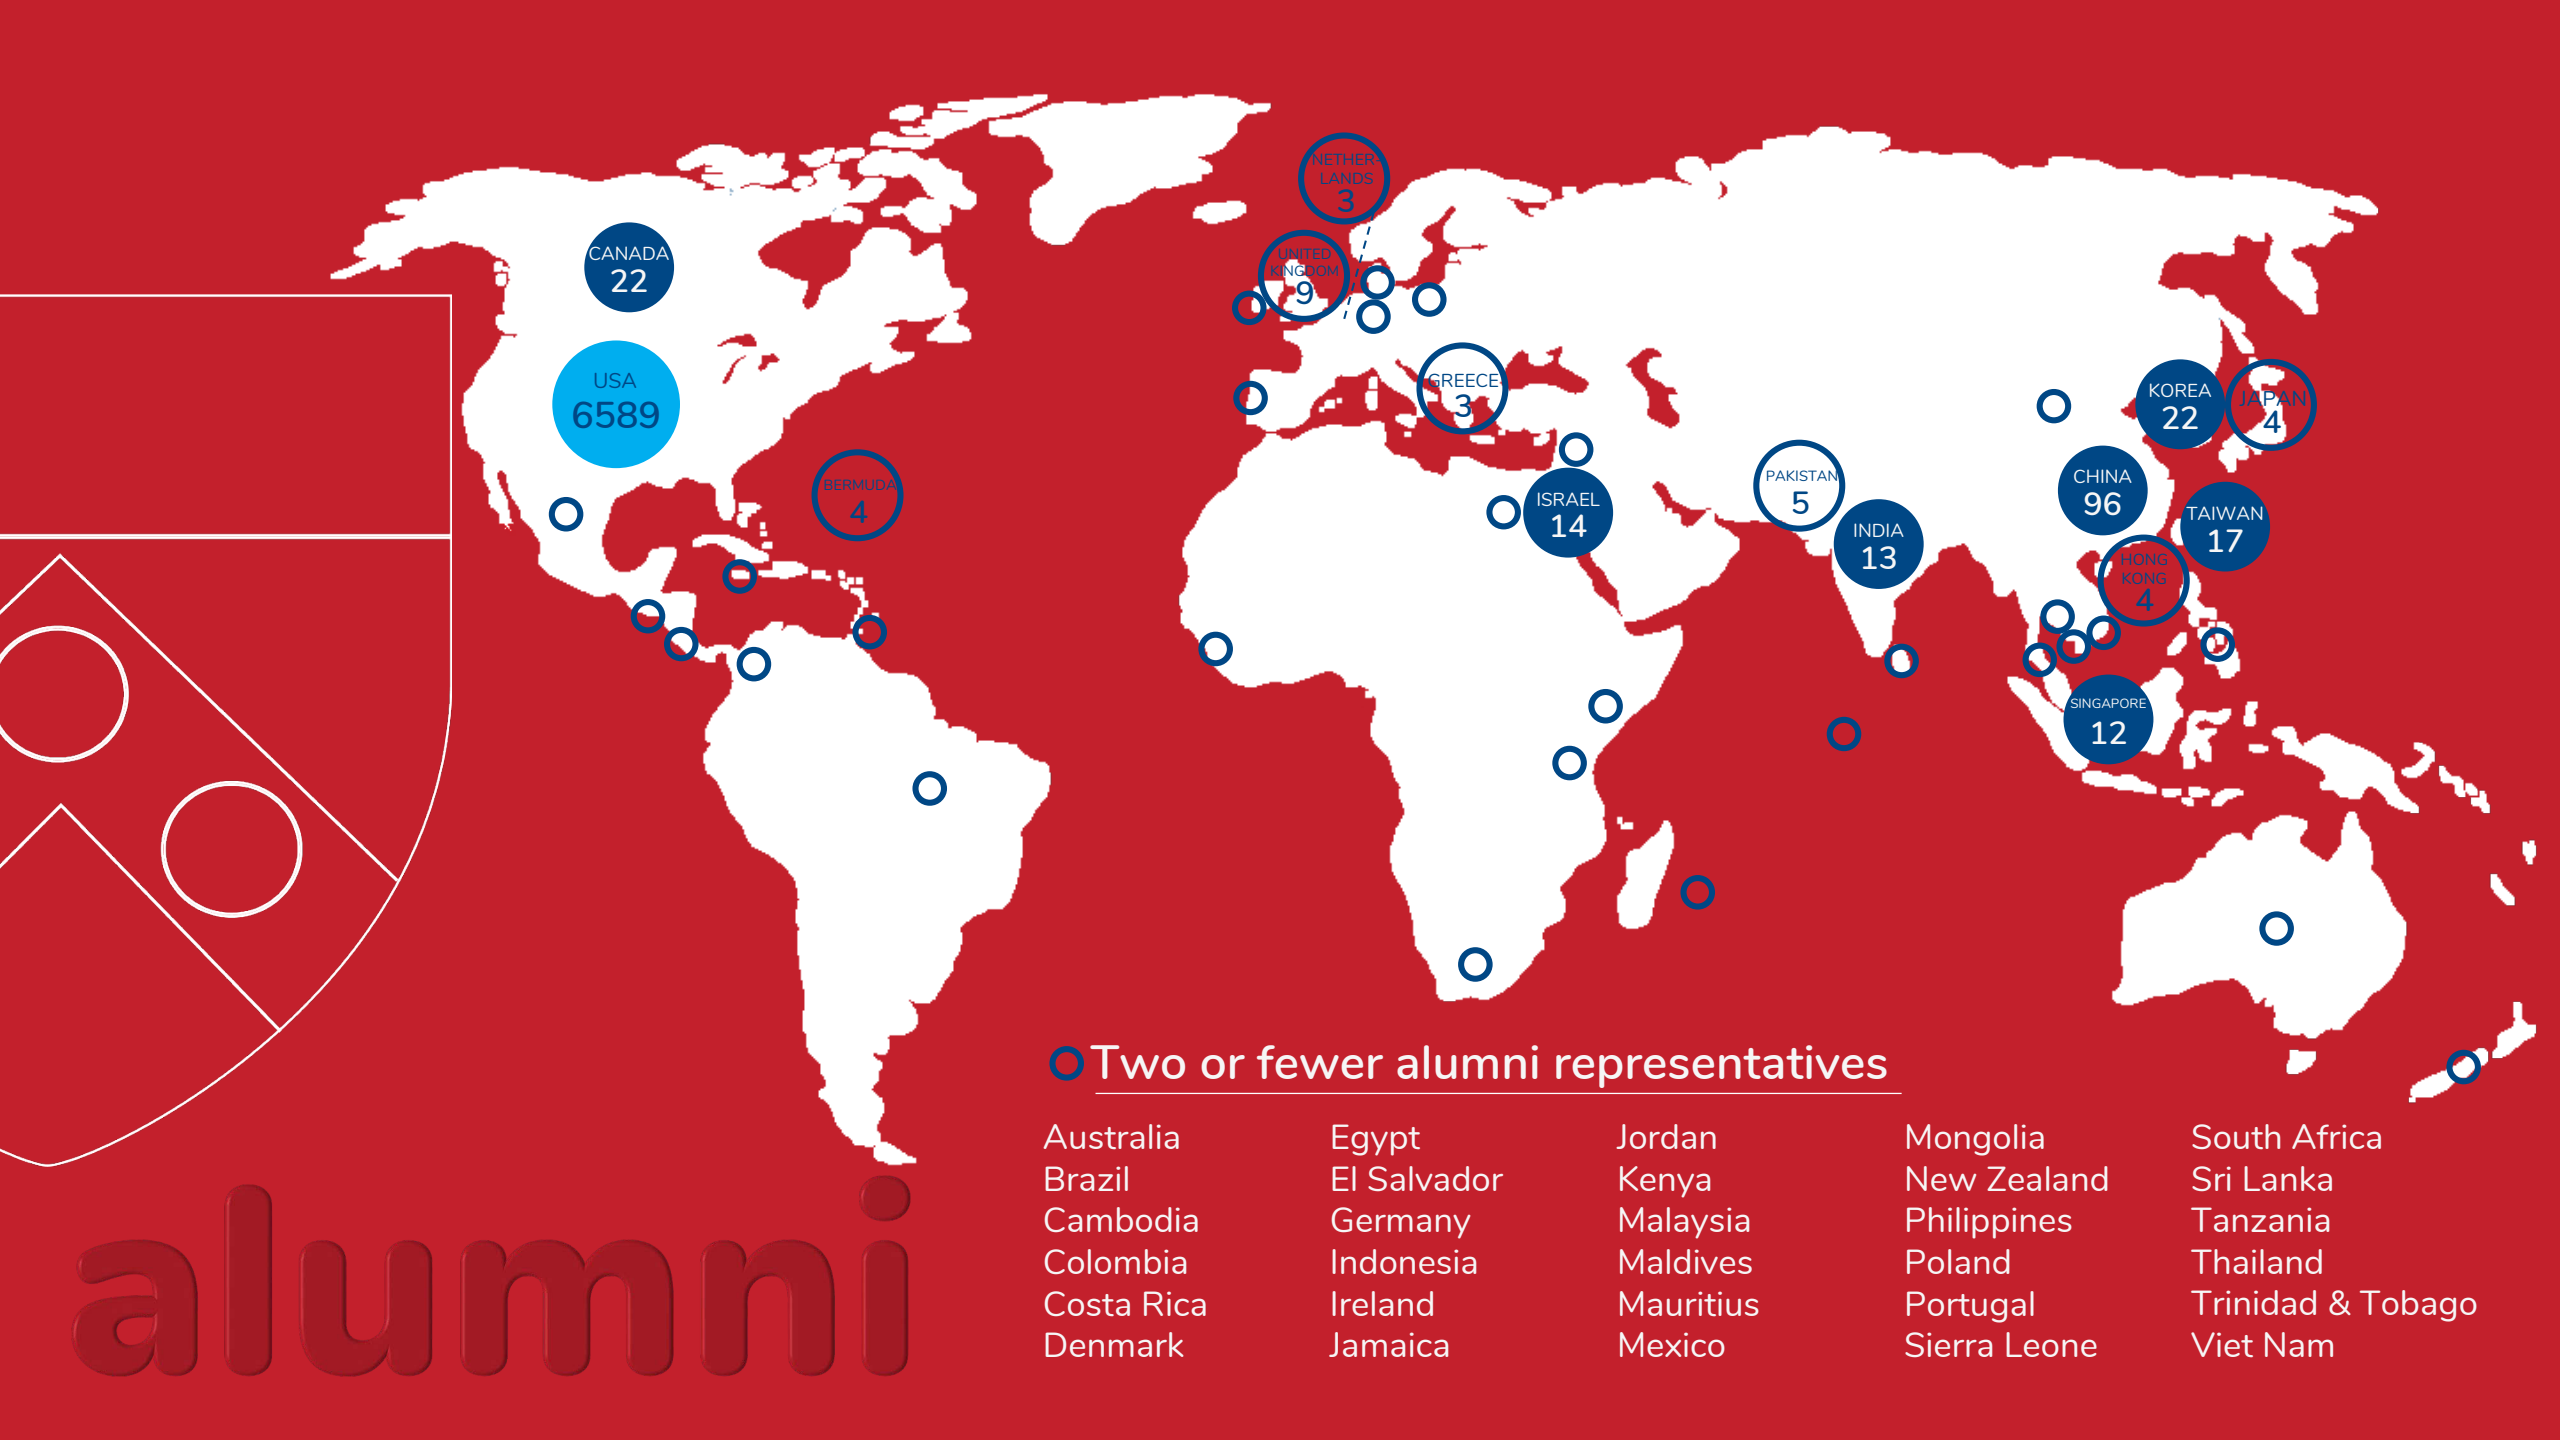 NETHER-
LANDS
3
CANADA
22
UNITED
KINGDOM
9
USA
6589
GREECE
3
KOREA
22
JAPAN
4
BERMUDA
4
PAKISTAN
5
CHINA
96
ISRAEL
14
INDIA
13
TAIWAN
17
HONG
KONG
4
SINGAPORE
12
Two or fewer alumni representatives
Australia
Brazil
Cambodia
Colombia
Costa Rica
Denmark
Egypt
El Salvador
Germany
Indonesia
Ireland
Jamaica
Jordan
Kenya
Malaysia
Maldives
Mauritius
Mexico
Mongolia
New Zealand
Philippines
Poland
Portugal
Sierra Leone
South Africa
Sri Lanka
Tanzania
Thailand
Trinidad & Tobago
Viet Nam
alumni